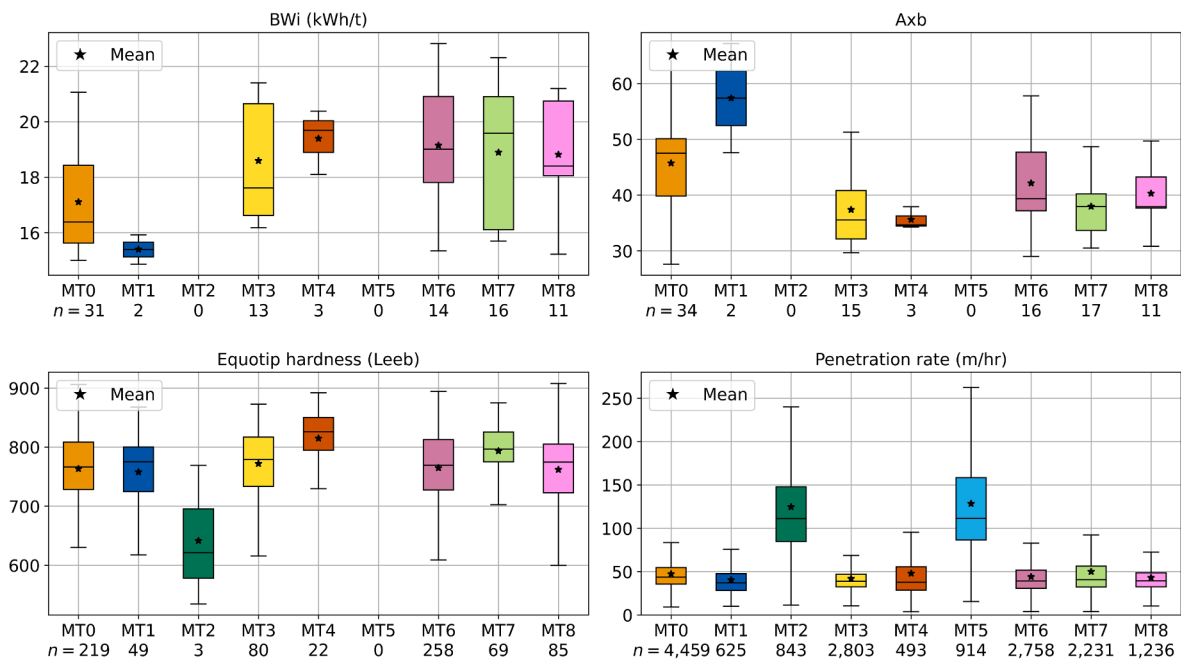 BWi (kWh/t)
Mean
22
20
18
16
MT0 MT1 MT2 MT3 MT4 MT5 MT6 MT7 MT8
n = 31 2 0 13 3 0 14 16 11
Axb
Mean
60
50
40
30
MT0 MT1 MT2 MT3 MT4 MT5 MT6 MT7 MT8
n = 34 2 0 15 3 0 16 17 11
Equotip hardness (Leeb)
Mean
900
800
700
600
MT0 MT1 MT2 MT3 MT4 MT5 MT6 MT7 MT8
n = 219 49 3 80 22 0 258 69 85
Penetration rate (m/hr)
Mean
250
200
150
100
50
0
MT0 MT1 MT2 MT3 MT4 MT5 MT6 MT7 MT8
n = 4,459 625 843 2,803 493 914 2,758 2,231 1,236